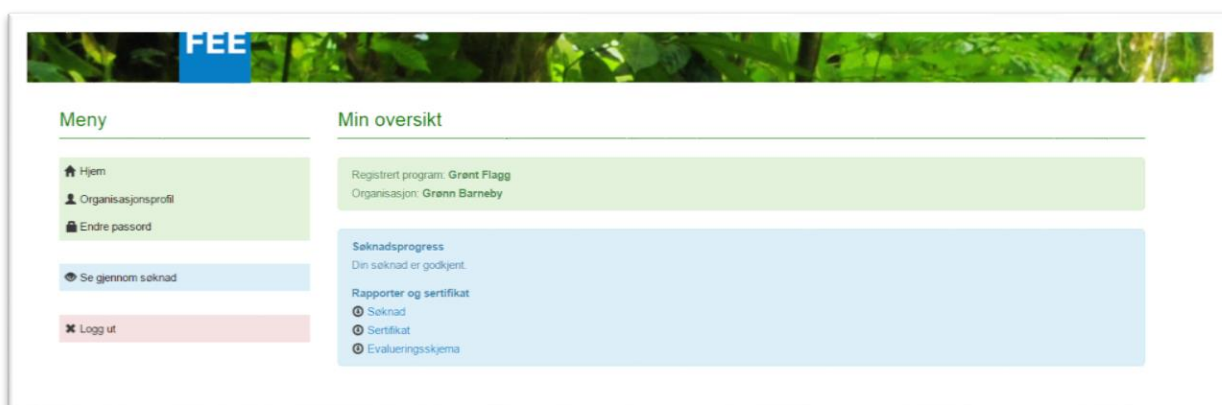 FEE
Meny
Hjem
Organisasjonsprofil
Endre passord
Se gjennom søknad
Logg ut
Min oversikt
Registrert program: Grønt Flagg
Organisasjon: Grønn Barneby
Søknadsprogress
Din søknad er godkjent.
Rapporter og sertifikat
Søknad
Sertifikat
Evalueringsskjema